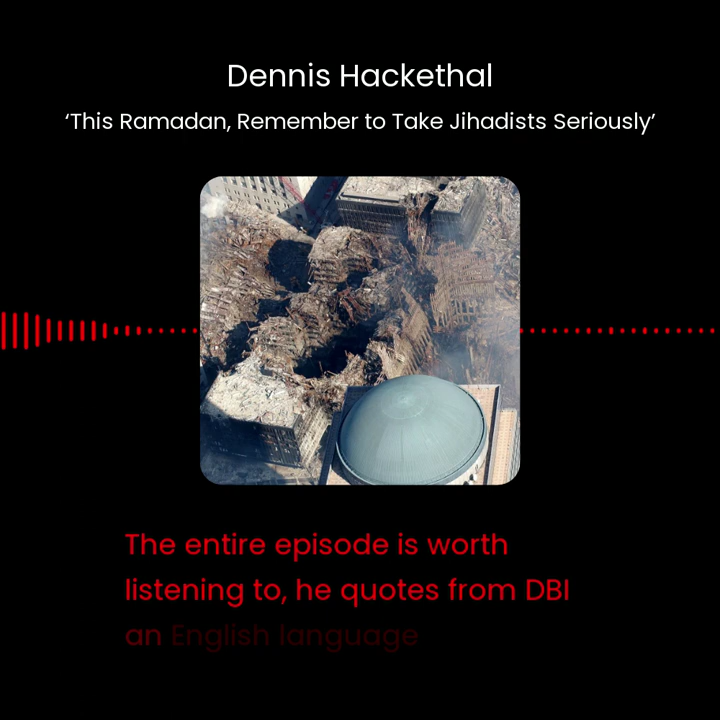 Dennis Hackethal
‘This Ramadan, Remember to Take Jihadists Seriously’
The entire episode is worth
listening to, he quotes from DBI
an English language